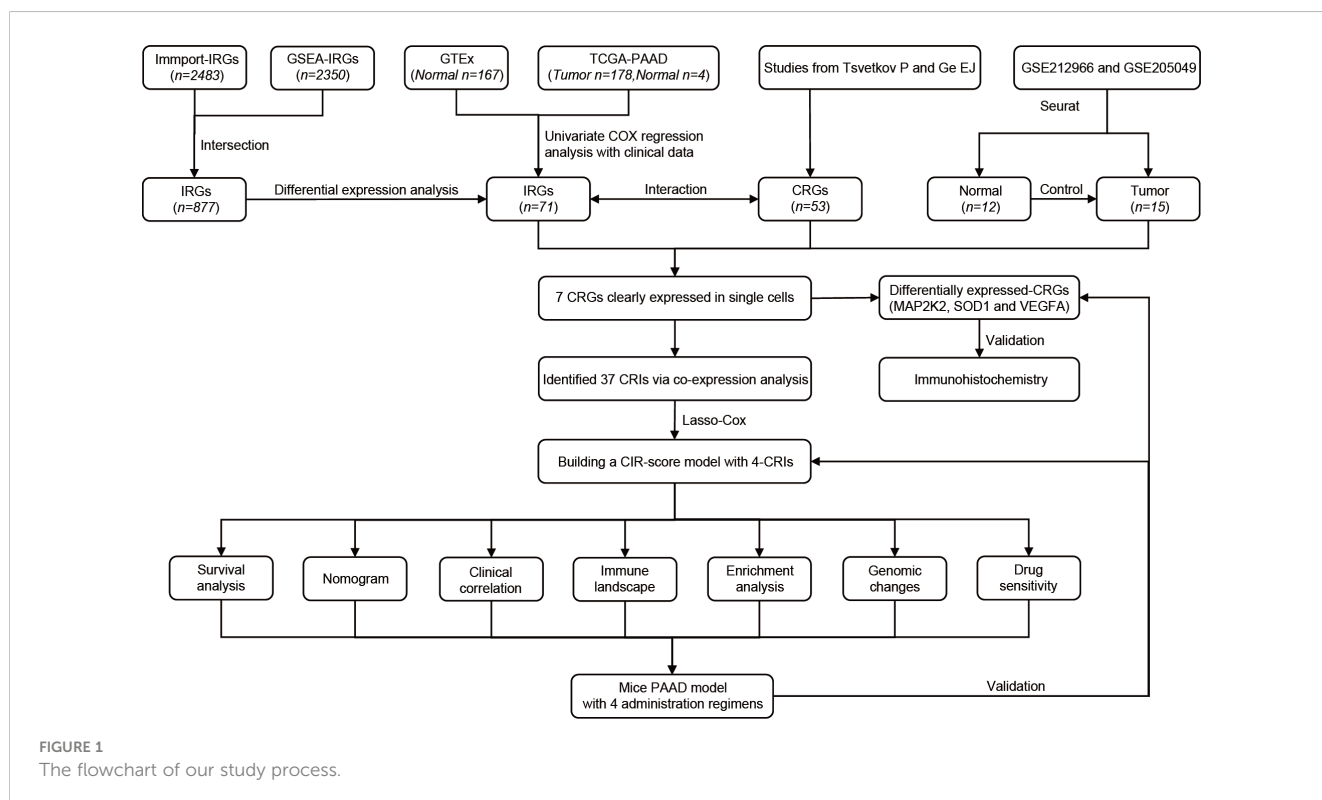 Immport-IRGs
(n=2483)
GSEA-IRGs
(n=2350)
GTEx
(Normal n=167)
TCGA-PAAD
(Tumor n=178,Normal n=4)
Studies from Tsvetkov P and Ge EJ
GSE212966 and GSE205049
Seurat
Intersection
Univariate COX regression
analysis with clinical data
IRGs
(n=877)
Differential expression analysis
IRGs
(n=71)
Interaction
CRGs
(n=53)
Normal
(n=12)
Control
Tumor
(n=15)
7 CRGs clearly expressed in single cells
Differentially expressed-CRGs
(MAP2K2, SOD1 and VEGFA)
Validation
Identified 37 CRIs via co-expression analysis
Immunohistochemistry
Lasso-Cox
Building a CIR-score model with 4-CRIs
Survival
analysis
Nomogram
Clinical
correlation
Immune
landscape
Enrichment
analysis
Genomic
changes
Drug
sensitivity
Mice PAAD model
with 4 administration regimens
Validation
FIGURE 1
The flowchart of our study process.